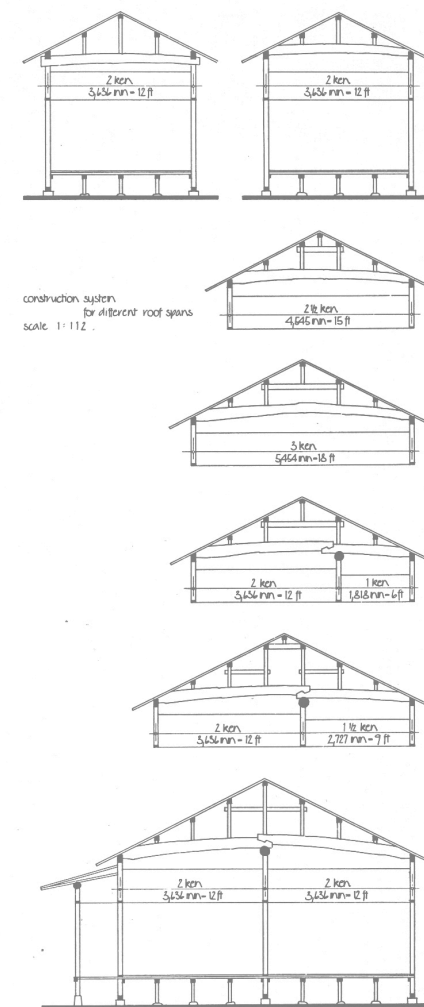 2 ken
3,636 mm = 12 ft
2 ken
3,636 mm = 12 ft
construction system
for different roof spans
scale 1:112.
2 1/2 ken
4,545 mm = 15 ft
3 ken
5,454 mm = 18 ft
2 ken
3,636 mm = 12 ft
1 ken
1,818 mm = 6 ft
2 ken
3,636 mm = 12 ft
1 1/2 ken
2,727 mm = 9 ft
2 ken
3,636 mm = 12 ft
2 ken
3,636 mm = 12 ft